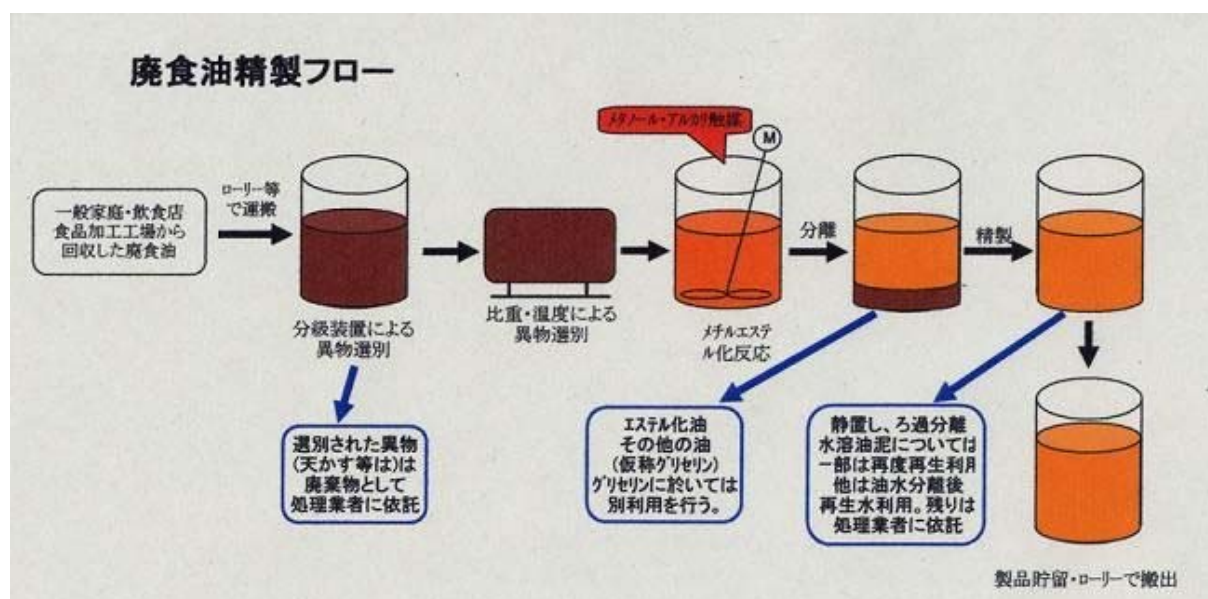 廃食油精製フロー
メタノール・アルカリ触媒
M
一般家庭・飲食店
食品加工工場から
回収した廃食油
ローリー等
で運搬
分級装置による
異物選別
比重・温度による
異物選別
メチルエステ
ル化反応
分離
精製
選別された異物
(天かす等は)は
廃棄物として
処理業者に依託
エステル化油
その他の油
(仮称グリセリン)
グリセリンに於いては
別利用を行う。
静置し、ろ過分離
水溶油泥については
一部は再度再生利用
他は油水分離後
再生水利用。残りは
処理業者に依託
製品貯留・ローリーで搬出